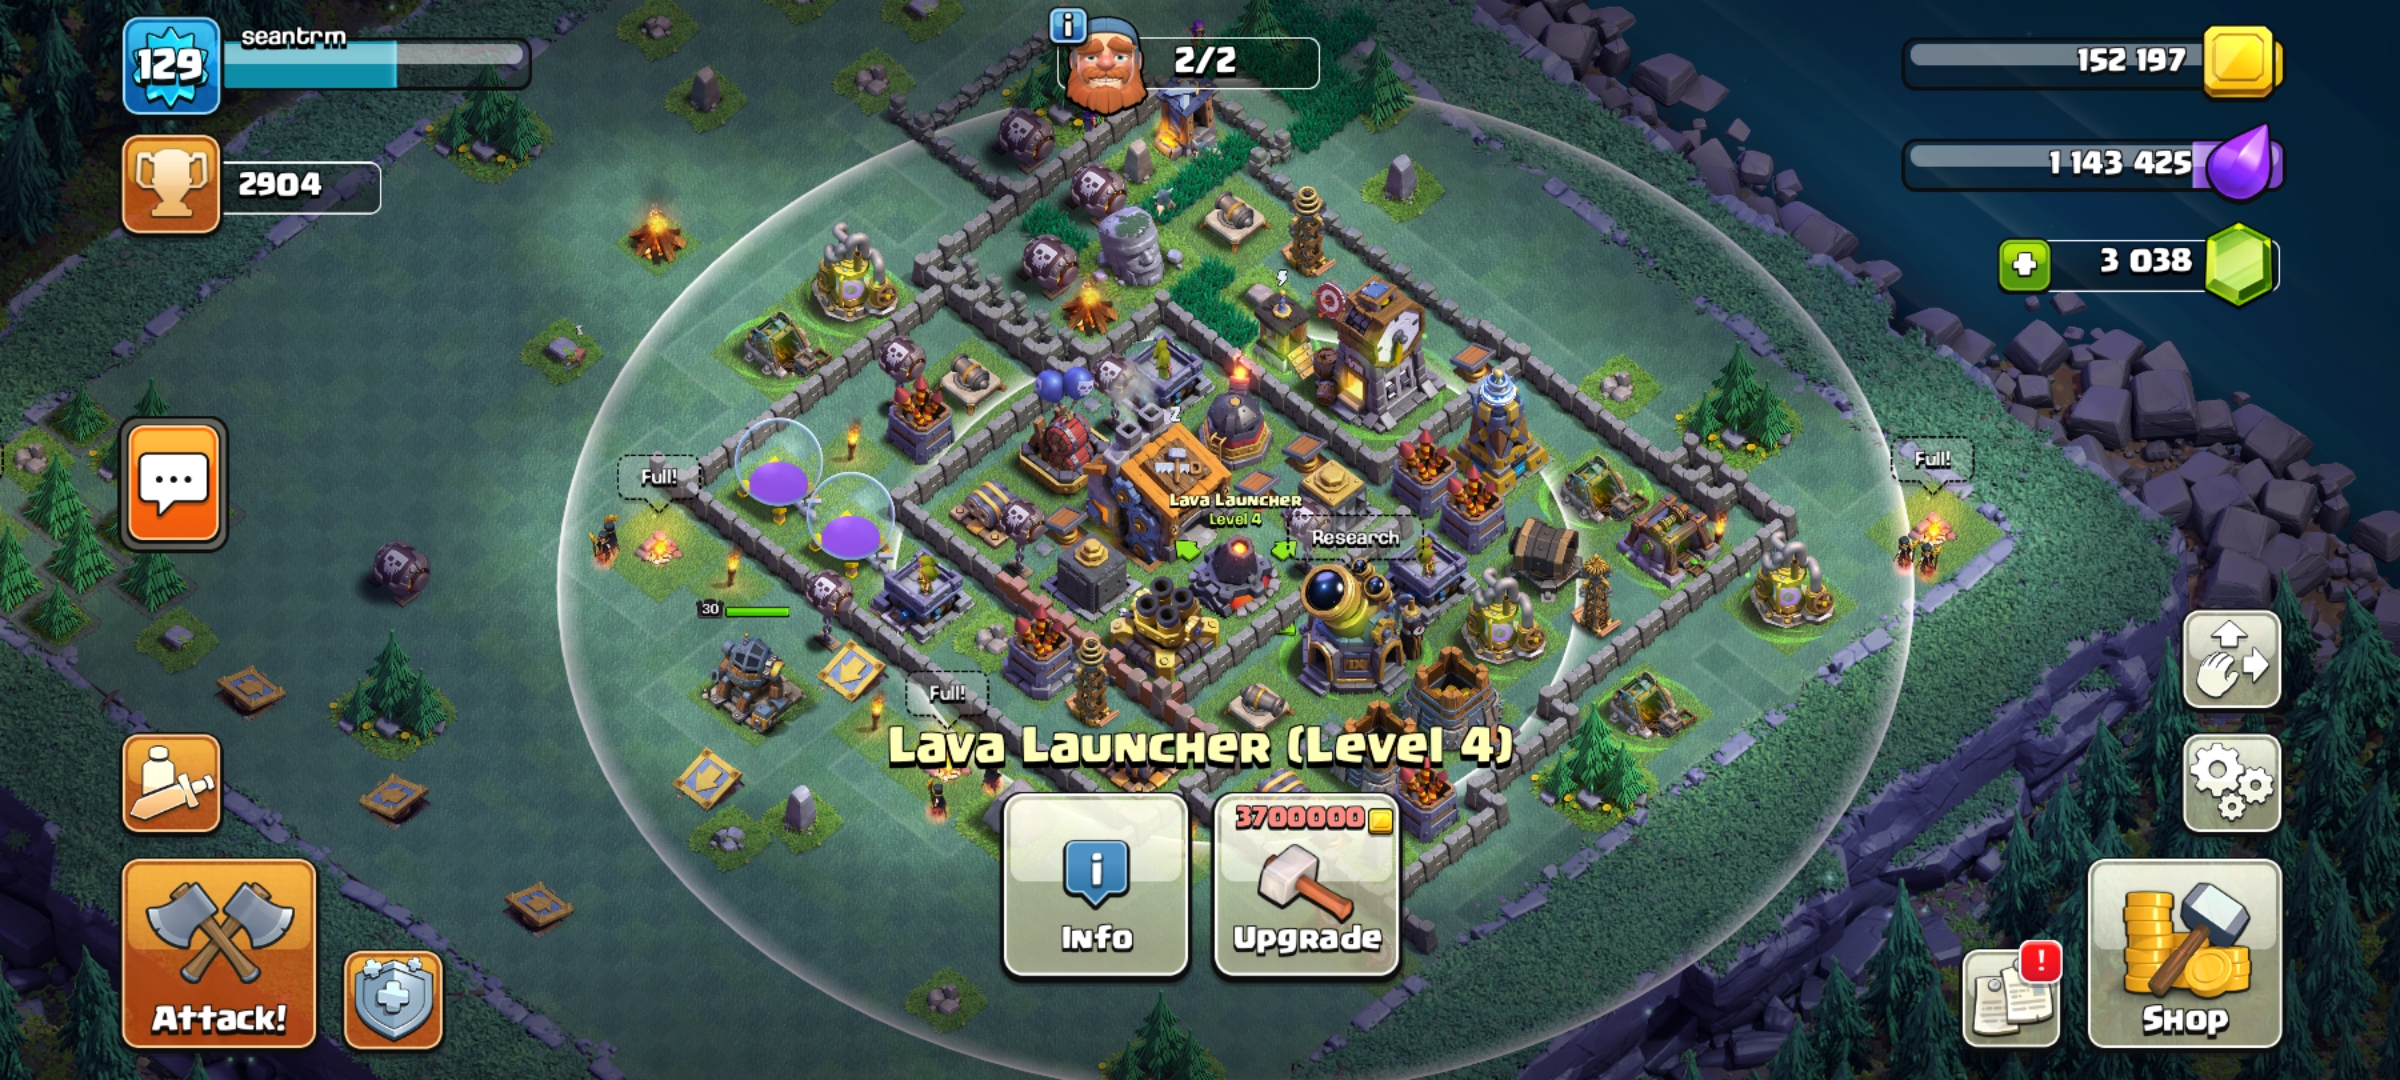 129
seantrm
2/2
152 197
2904
1 143 425
3 038
Full!
Full!
Lava Launcher
Level 4
Research
30
Full!
Lava Launcher (Level 4)
3700000
Info
Upgrade
Attack!
!
Shop